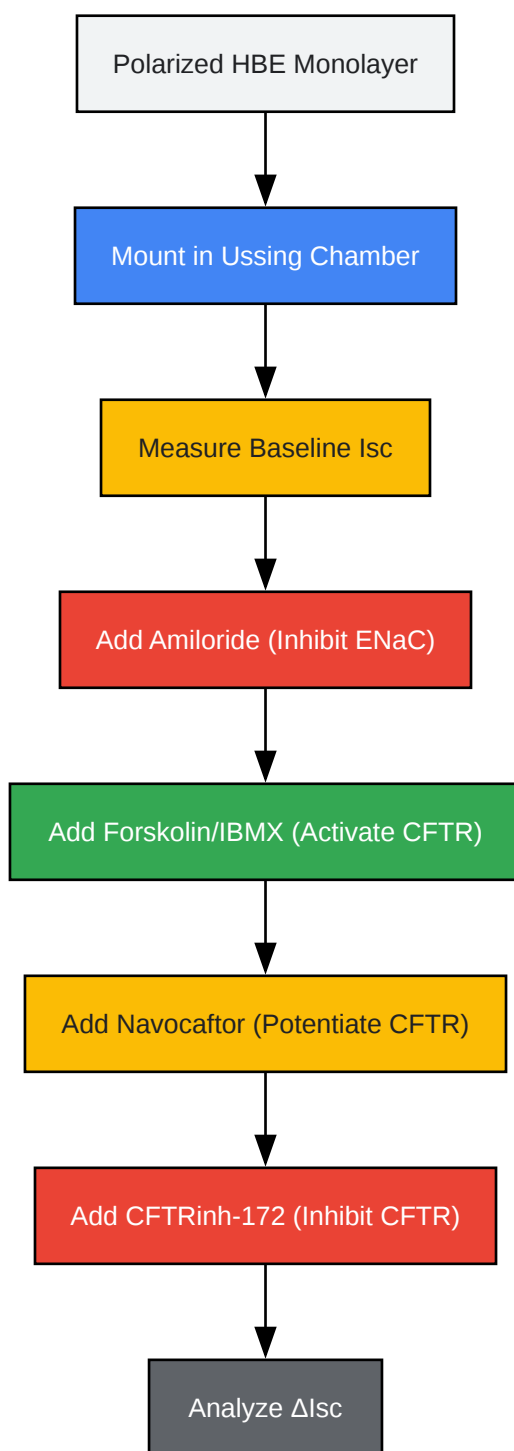 Polarized HBE Monolayer
Mount in Ussing Chamber
Measure Baseline Isc
Add Amiloride (Inhibit ENaC)
Add Forskolin/IBMX (Activate CFTR)
Add Navocaftor (Potentiate CFTR)
Add CFTRinh-172 (Inhibit CFTR)
Analyze ΔIsc